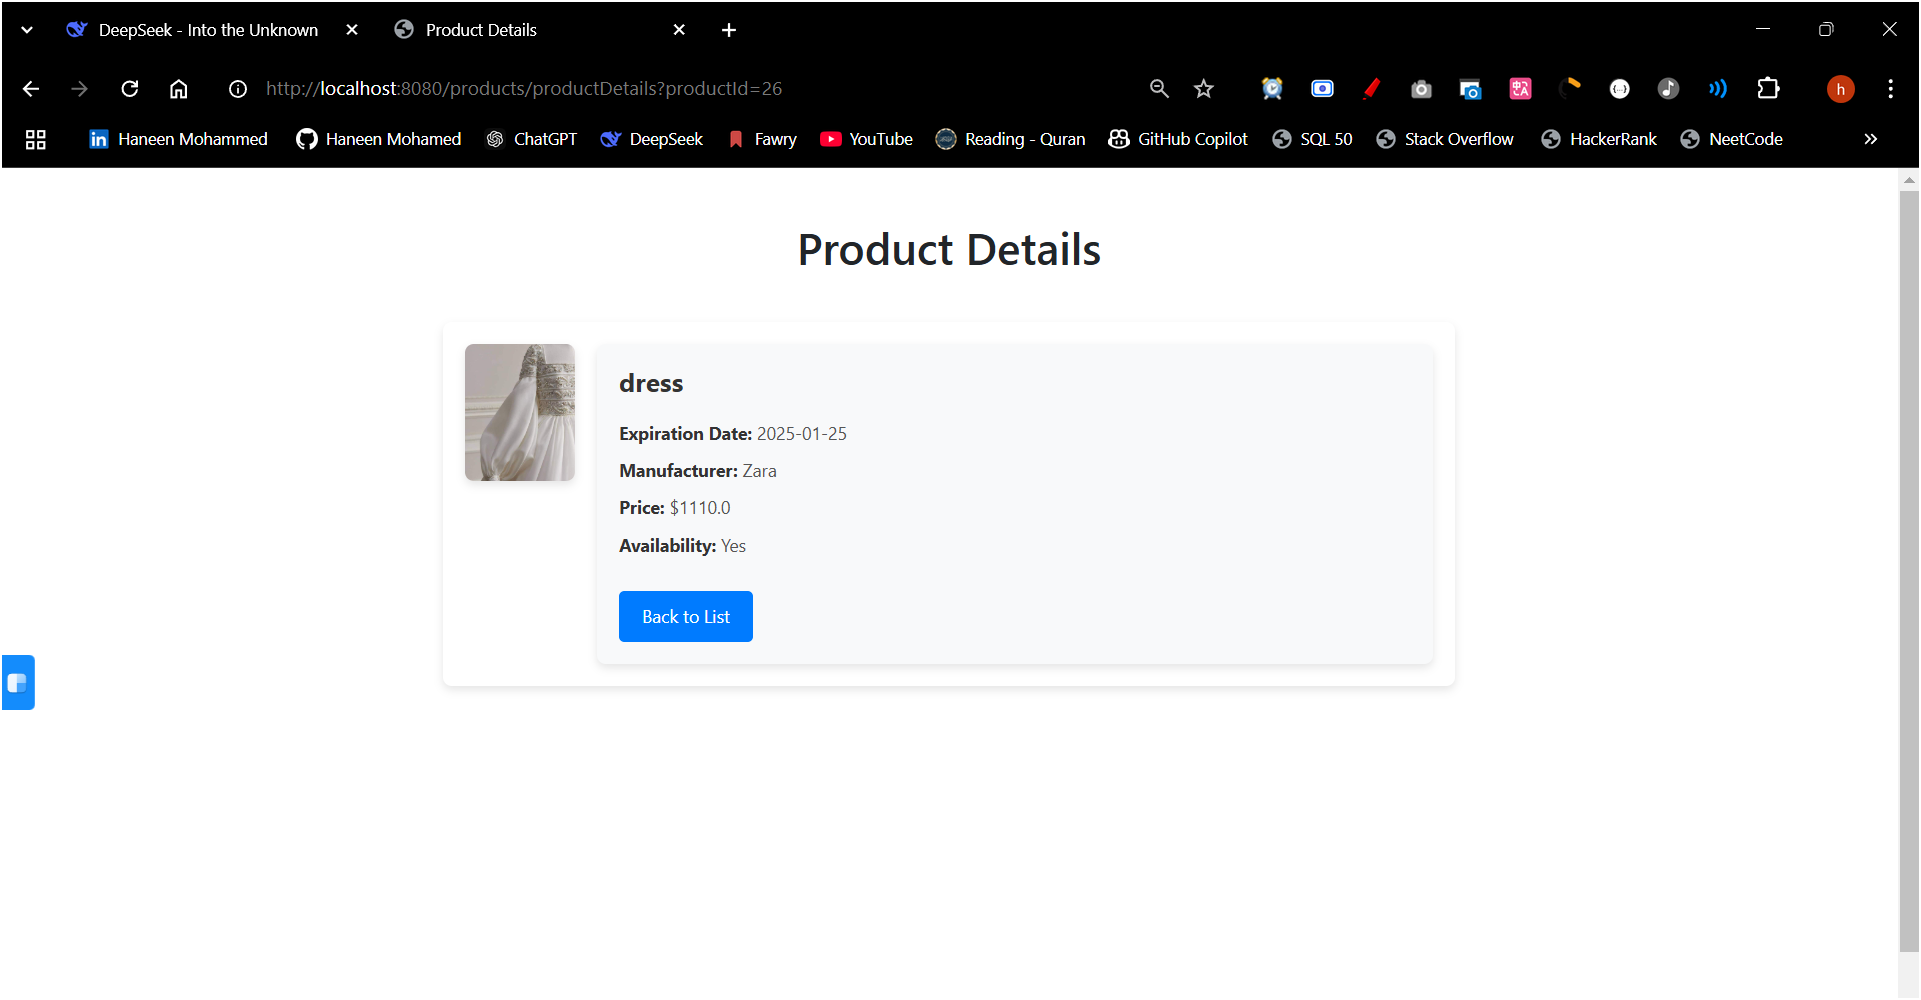 DeepSeek - Into the Unknown
Product Details
http://localhost:8080/products/productDetails?productId=26
h
Haneen Mohammed
Haneen Mohamed
ChatGPT
DeepSeek
Fawry
YouTube
Reading - Quran
GitHub Copilot
SQL 50
Stack Overflow
HackerRank
NeetCode
Product Details
dress
Expiration Date: 2025-01-25
Manufacturer: Zara
Price: $1110.0
Availability: Yes
Back to List